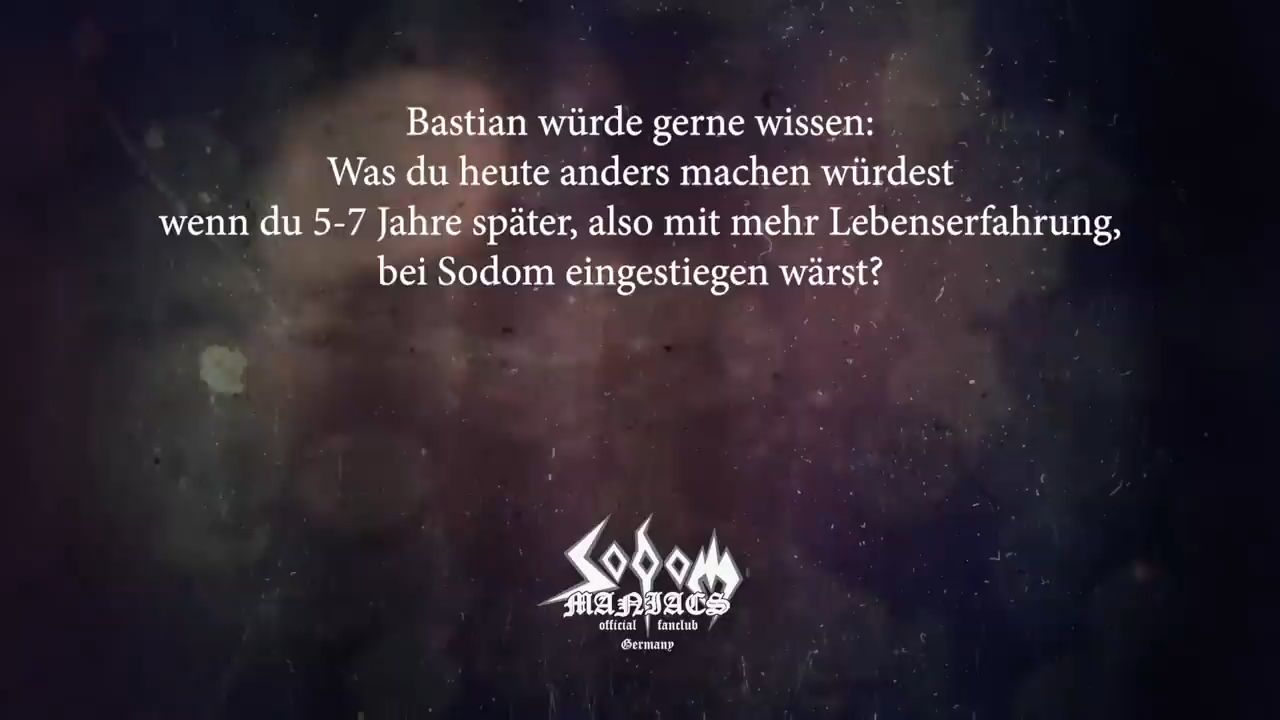 Bastian würde gerne wissen:
Was du heute anders machen würdest
wenn du 5-7 Jahre später, also mit mehr Lebenserfahrung,
bei Sodom eingestiegen wärst?
SODOM
MANIACS
official fanclub
Germany